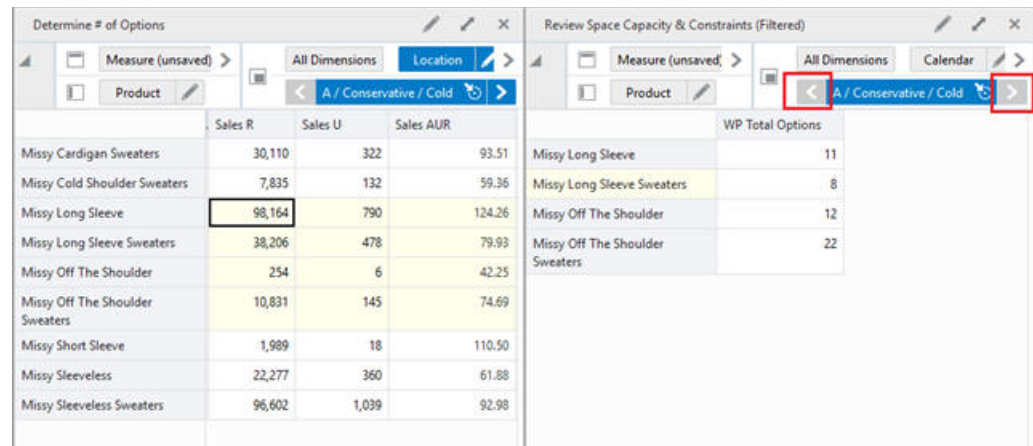 Determine # of Options
Measure (unsaved)
All Dimensions
Location
Product
A / Conservative / Cold
Sales R Sales U Sales AUR
Missy Cardigan Sweaters 30,110 322 93.51
Missy Cold Shoulder Sweaters 7,835 132 59.36
Missy Long Sleeve 98,164 790 124.26
Missy Long Sleeve Sweaters 38,206 478 79.93
Missy Off The Shoulder 254 6 42.25
Missy Off The Shoulder 10,831 145 74.69
Sweaters
Missy Short Sleeve 1,989 18 110.50
Missy Sleeveless 22,277 360 61.88
Missy Sleeveless Sweaters 96,602 1,039 92.98
Review Space Capacity & Constraints (Filtered)
Measure (unsaved)
All Dimensions
Calendar
Product
A / Conservative / Cold
WP Total Options
Missy Long Sleeve 11
Missy Long Sleeve Sweaters 8
Missy Off The Shoulder 12
Missy Off The Shoulder 22
Sweaters